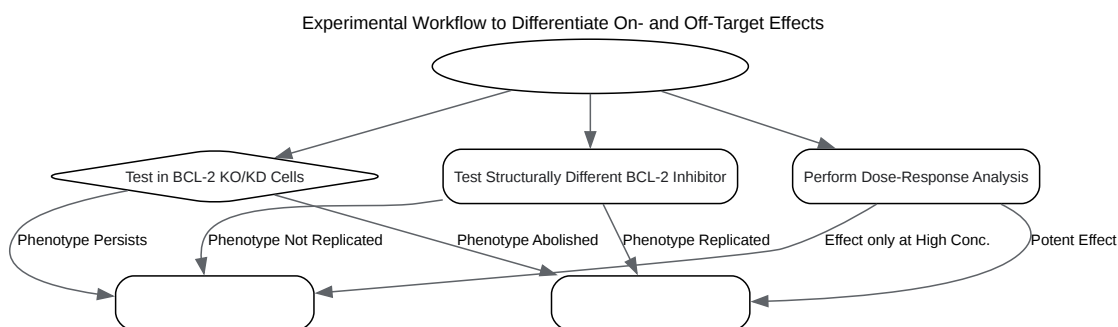 Experimental Workflow to Differentiate On- and Off-Target Effects
Test in BCL-2 KO/KD Cells
Test Structurally Different BCL-2 Inhibitor
Perform Dose-Response Analysis
Phenotype Persists
Phenotype Not Replicated
Phenotype Abolished
Phenotype Replicated
Effect only at High Conc.
Potent Effect